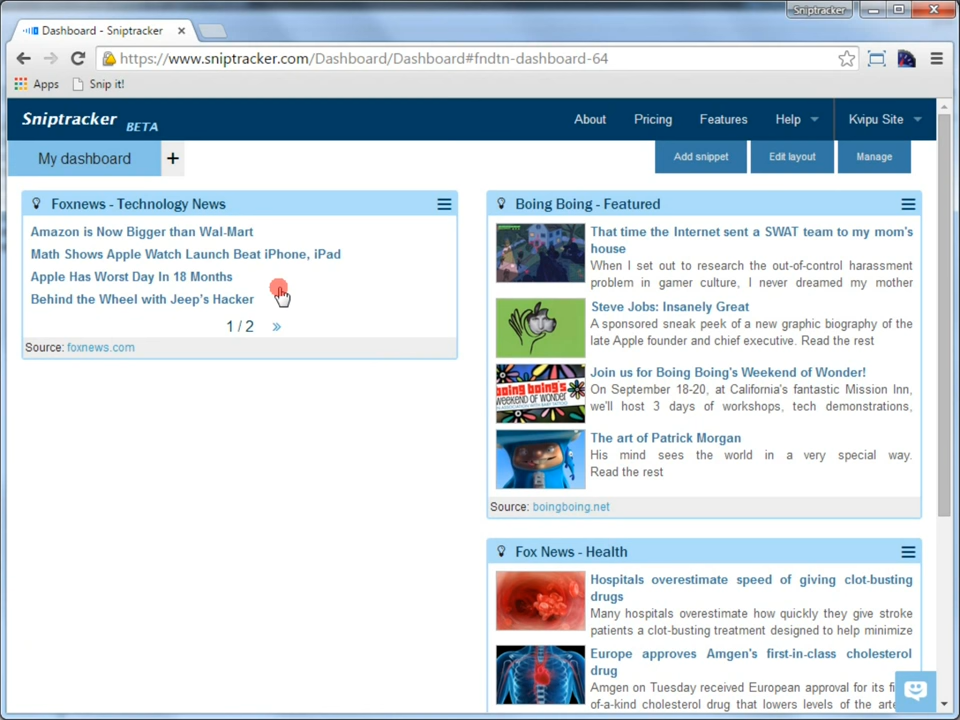 Sniptracker
Dashboard - Sniptracker
https://www.sniptracker.com/Dashboard/Dashboard#fndtn-dashboard-64
Apps Snip it!
Sniptracker BETA About Pricing Features Help Kvipu Site
My dashboard + Add snippet Edit layout Manage
Foxnews - Technology News
Amazon is Now Bigger than Wal-Mart
Math Shows Apple Watch Launch Beat iPhone, iPad
Apple Has Worst Day In 18 Months
Behind the Wheel with Jeep's Hacker
1 / 2 »
Source: foxnews.com
Boing Boing - Featured
That time the Internet sent a SWAT team to my mom's
house
When I set out to research the out-of-control harassment
problem in gamer culture, I never dreamed my mother
Steve Jobs: Insanely Great
A sponsored sneak peek of a new graphic biography of the
late Apple founder and chief executive. Read the rest
Join us for Boing Boing's Weekend of Wonder!
boing boing's
WEEKEND OF WONDER!
On September 18-20, at California's fantastic Mission Inn,
we'll host 3 days of workshops, tech demonstrations,
The art of Patrick Morgan
His mind sees the world in a very special way.
Read the rest
Source: boingboing.net
Fox News - Health
Hospitals overestimate speed of giving clot-busting
drugs
Many hospitals overestimate how quickly they give stroke
patients a clot-busting treatment designed to help minimize
Europe approves Amgen's first-in-class cholesterol
drug
Amgen on Tuesday received European approval for its
of-a-kind cholesterol drug that lowers levels of the